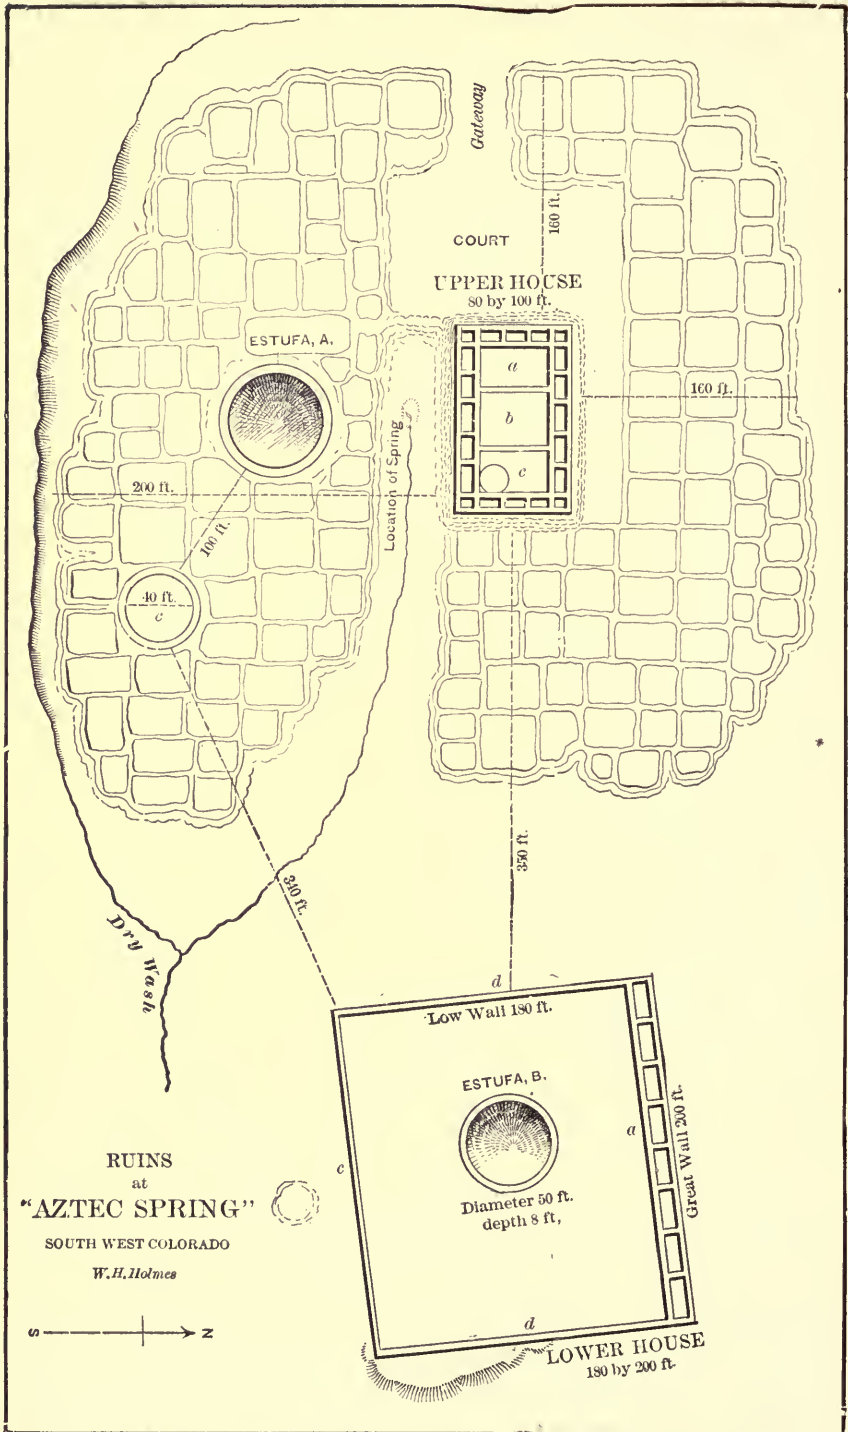 Gateway
COURT
160 ft.
UPPER HOUSE
80 by 100 ft.
ESTUFA, A.
a
160 ft.
b
Location of Spring
c
200 ft.
100 ft.
40 ft.
c
350 ft.
340 ft.
Dry Wash
d
Low Wall 180 ft.
ESTUFA, B.
a
Great Wall 200 ft.
c
Diameter 50 ft.
depth 8 ft,
RUINS
at
"AZTEC SPRING"
SOUTH WEST COLORADO
W.H.Holmes
S N
d
LOWER HOUSE
180 by 200 ft.